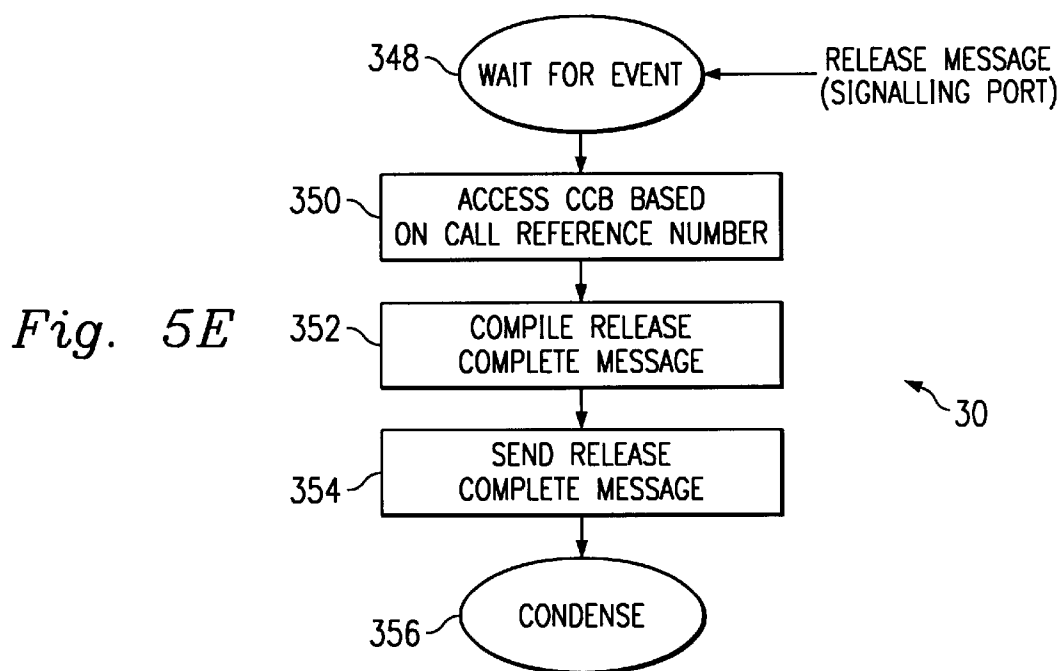 348
WAIT FOR EVENT
RELEASE MESSAGE
(SIGNALLING PORT)
350
ACCESS CCB BASED
ON CALL REFERENCE NUMBER
Fig. 5E
352
COMPILE RELEASE
COMPLETE MESSAGE
30
354
SEND RELEASE
COMPLETE MESSAGE
356
CONDENSE